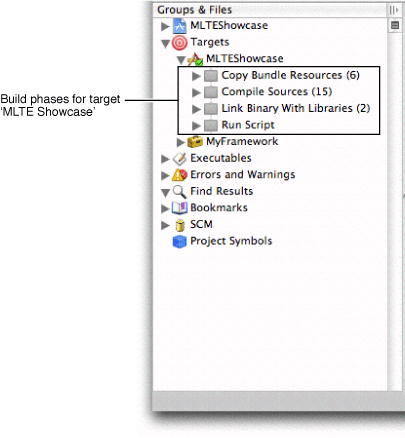 Groups & Files
MLTEShowcase
Targets
MLTEShowcase
Copy Bundle Resources (6)
Compile Sources (15)
Link Binary With Libraries (2)
Run Script
MyFramework
Executables
Errors and Warnings
Find Results
Bookmarks
SCM
Project Symbols
Build phases for target
‘MLTE Showcase’